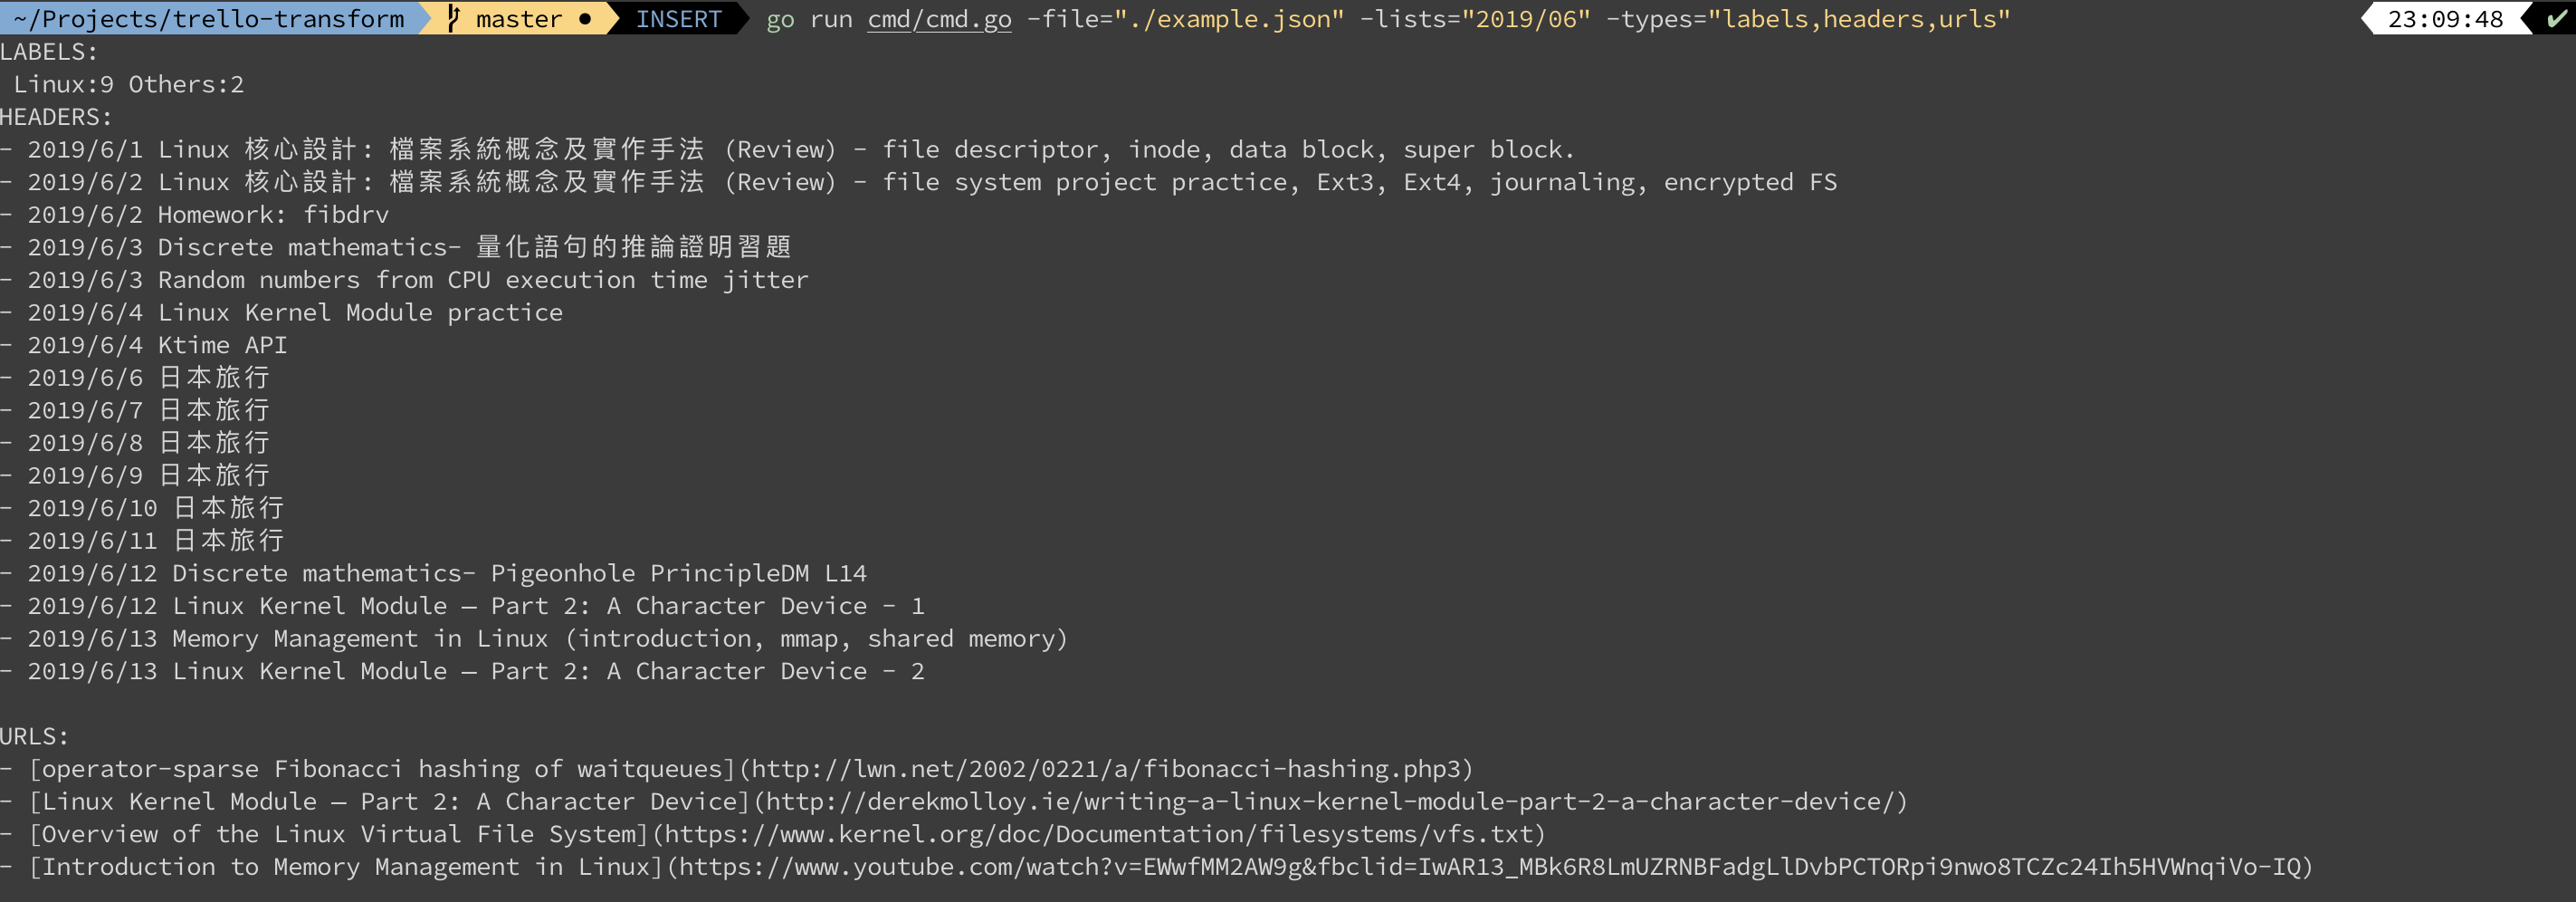 ~/Projects/trello-transform master ● INSERT go run cmd/cmd.go -file="./example.json" -lists="2019/06" -types="labels,headers,urls" 23:09:48 ✔
LABELS:
Linux:9 Others:2
HEADERS:
- 2019/6/1 Linux 核心設計: 檔案系統概念及實作手法 (Review) - file descriptor, inode, data block, super block.
- 2019/6/2 Linux 核心設計: 檔案系統概念及實作手法 (Review) - file system project practice, Ext3, Ext4, journaling, encrypted FS
- 2019/6/2 Homework: fibdrv
- 2019/6/3 Discrete mathematics- 量化語句的推論證明習題
- 2019/6/3 Random numbers from CPU execution time jitter
- 2019/6/4 Linux Kernel Module practice
- 2019/6/4 Ktime API
- 2019/6/6 日本旅行
- 2019/6/7 日本旅行
- 2019/6/8 日本旅行
- 2019/6/9 日本旅行
- 2019/6/10 日本旅行
- 2019/6/11 日本旅行
- 2019/6/12 Discrete mathematics- Pigeonhole PrincipleDM L14
- 2019/6/12 Linux Kernel Module — Part 2: A Character Device - 1
- 2019/6/13 Memory Management in Linux (introduction, mmap, shared memory)
- 2019/6/13 Linux Kernel Module — Part 2: A Character Device - 2
URLS:
- [operator-sparse Fibonacci hashing of waitqueues](http://lwn.net/2002/0221/a/fibonacci-hashing.php3)
- [Linux Kernel Module — Part 2: A Character Device](http://derekmolloy.ie/writing-a-linux-kernel-module-part-2-a-character-device/)
- [Overview of the Linux Virtual File System](https://www.kernel.org/doc/Documentation/filesystems/vfs.txt)
- [Introduction to Memory Management in Linux](https://www.youtube.com/watch?v=EWwfMM2AW9g&fbclid=IwAR13_MBk6R8LmUZRNBFadgLlDvbPCTORpi9nwo8TCZc24Ih5HVWnqiVo-IQ)